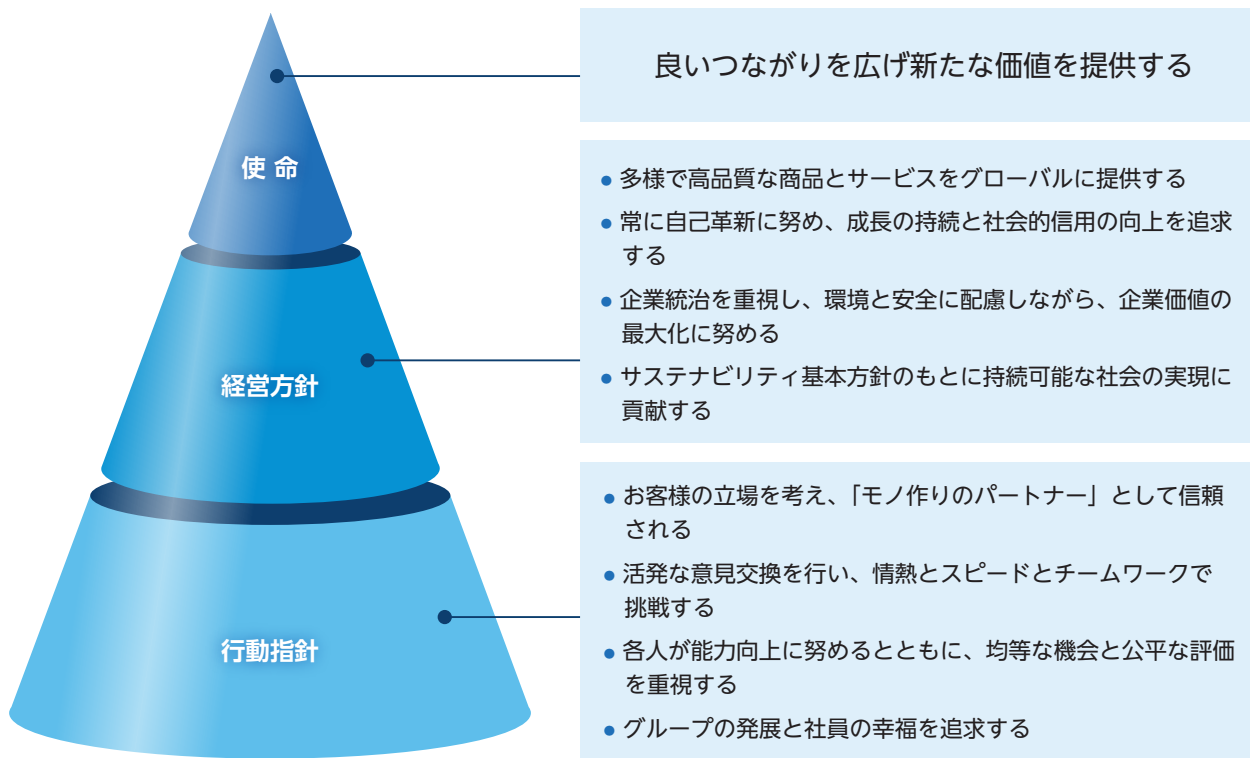 良いつながりを広げ新たな価値を提供する
使 命
● 多様で高品質な商品とサービスをグローバルに提供する
● 常に自己革新に努め、成長の持続と社会的信用の向上を追求
する
● 企業統治を重視し、環境と安全に配慮しながら、企業価値の
最大化に努める
● サステナビリティ基本方針のもとに持続可能な社会の実現に
貢献する
経営方針
● お客様の立場を考え、「モノ作りのパートナー」として信頼
される
● 活発な意見交換を行い、情熱とスピードとチームワークで
挑戦する
● 各人が能力向上に努めるとともに、均等な機会と公平な評価
を重視する
● グループの発展と社員の幸福を追求する
行動指針